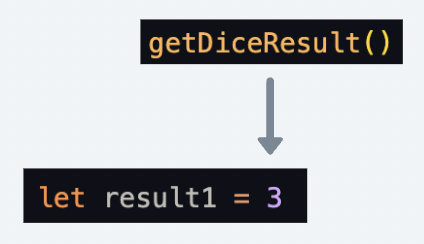 getDiceResult()
let result1 = 3